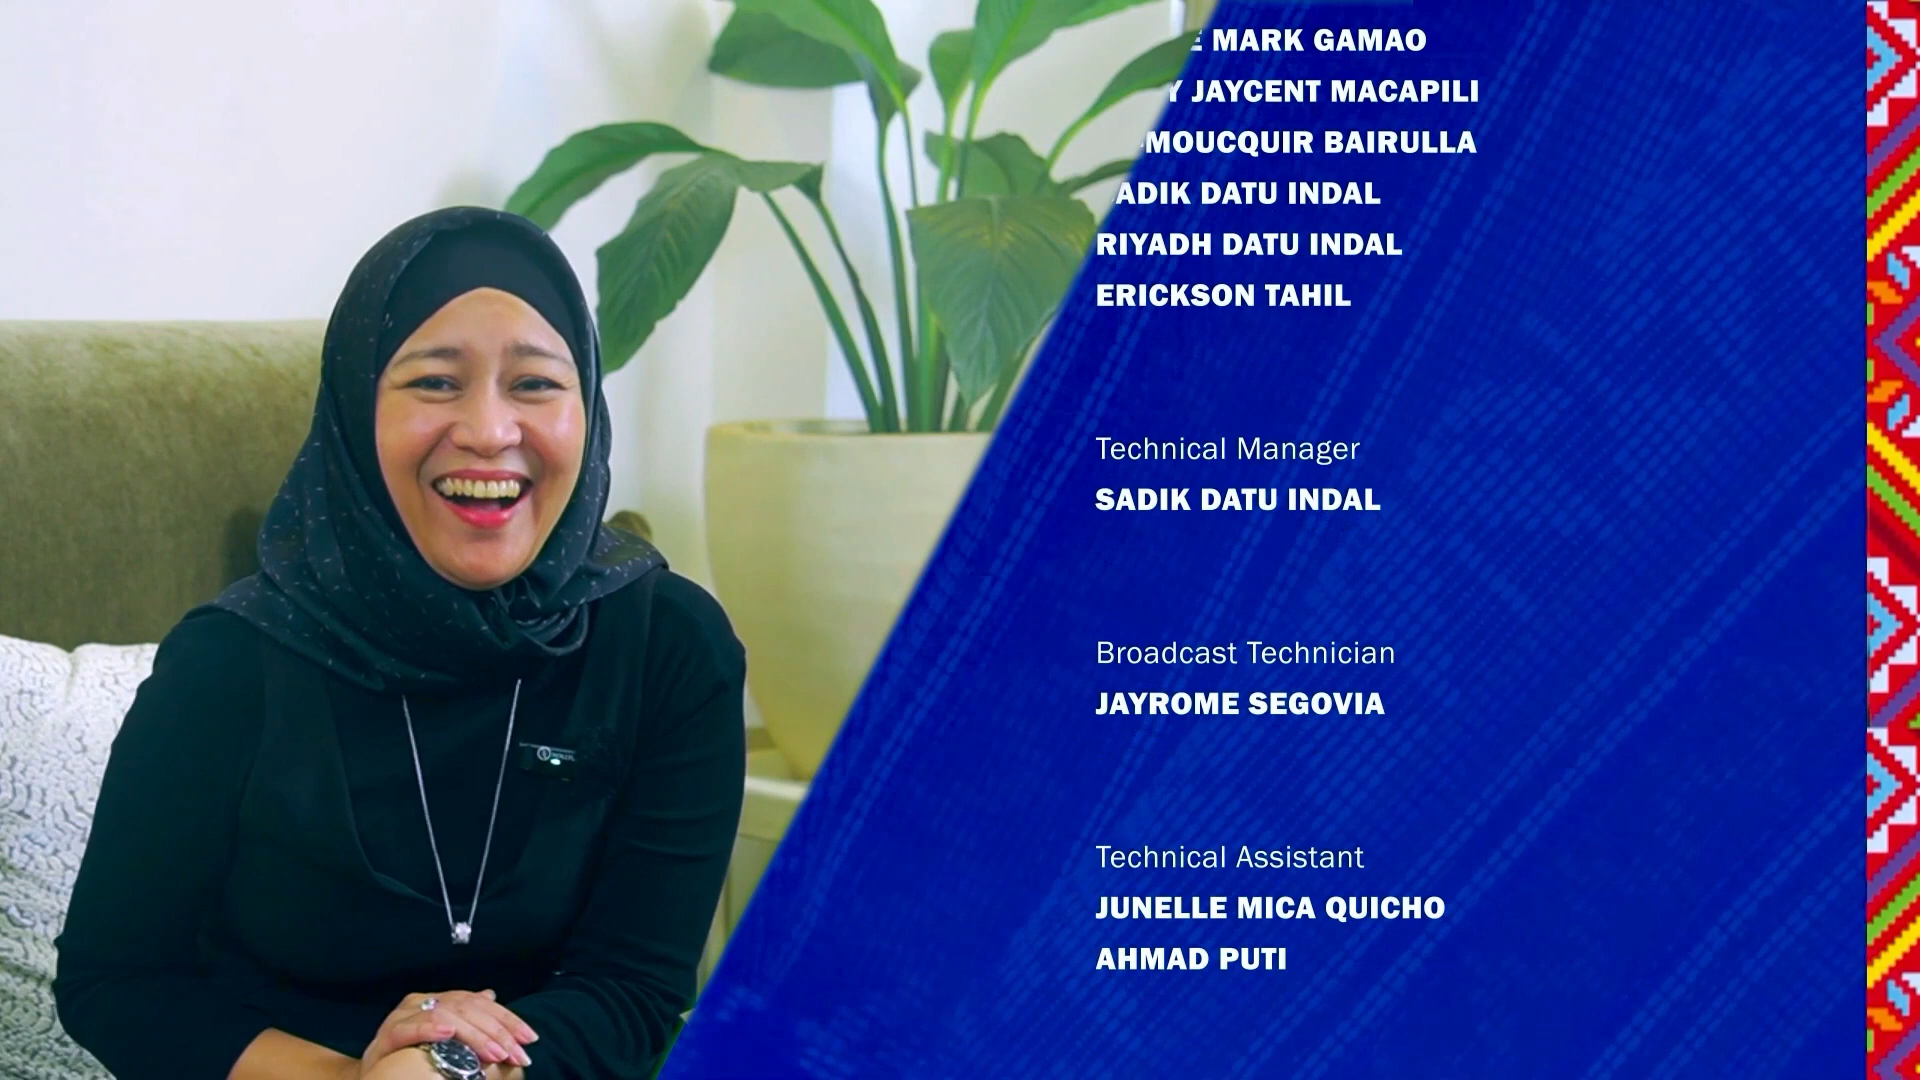 MARK GAMAO
JAYCENT MACAPILI
MOUCQUIR BAIRULLA
ADIK DATU INDAL
RIYADH DATU INDAL
ERICKSON TAHIL
Technical Manager
SADIK DATU INDAL
Broadcast Technician
JAYROME SEGOVIA
Technical Assistant
JUNELLE MICA QUICHO
AHMAD PUTI